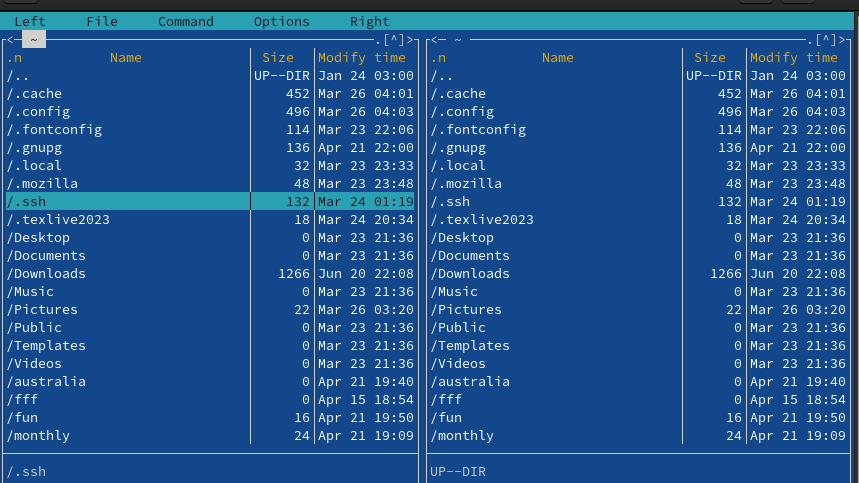 Left File Command Options Right
<─ ~ ─.[^]>
.n Name Size Modify time
/.. UP--DIR Jan 24 03:00
/.cache 452 Mar 26 04:01
/.config 496 Mar 26 04:03
/.fontconfig 114 Mar 23 22:06
/.gnupg 136 Apr 21 22:00
/.local 32 Mar 23 23:33
/.mozilla 48 Mar 23 23:48
/.ssh 132 Mar 24 01:19
/.texlive2023 18 Mar 24 20:34
/Desktop 0 Mar 23 21:36
/Documents 0 Mar 23 21:36
/Downloads 1266 Jun 20 22:08
/Music 0 Mar 23 21:36
/Pictures 22 Mar 26 03:20
/Public 0 Mar 23 21:36
/Templates 0 Mar 23 21:36
/Videos 0 Mar 23 21:36
/australia 0 Apr 21 19:40
/fff 0 Apr 15 18:54
/fun 16 Apr 21 19:50
/monthly 24 Apr 21 19:09
/.ssh
<─ ~ ─.[^]>
.n Name Size Modify time
/.. UP--DIR Jan 24 03:00
/.cache 452 Mar 26 04:01
/.config 496 Mar 26 04:03
/.fontconfig 114 Mar 23 22:06
/.gnupg 136 Apr 21 22:00
/.local 32 Mar 23 23:33
/.mozilla 48 Mar 23 23:48
/.ssh 132 Mar 24 01:19
/.texlive2023 18 Mar 24 20:34
/Desktop 0 Mar 23 21:36
/Documents 0 Mar 23 21:36
/Downloads 1266 Jun 20 22:08
/Music 0 Mar 23 21:36
/Pictures 22 Mar 26 03:20
/Public 0 Mar 23 21:36
/Templates 0 Mar 23 21:36
/Videos 0 Mar 23 21:36
/australia 0 Apr 21 19:40
/fff 0 Apr 15 18:54
/fun 16 Apr 21 19:50
/monthly 24 Apr 21 19:09
UP--DIR